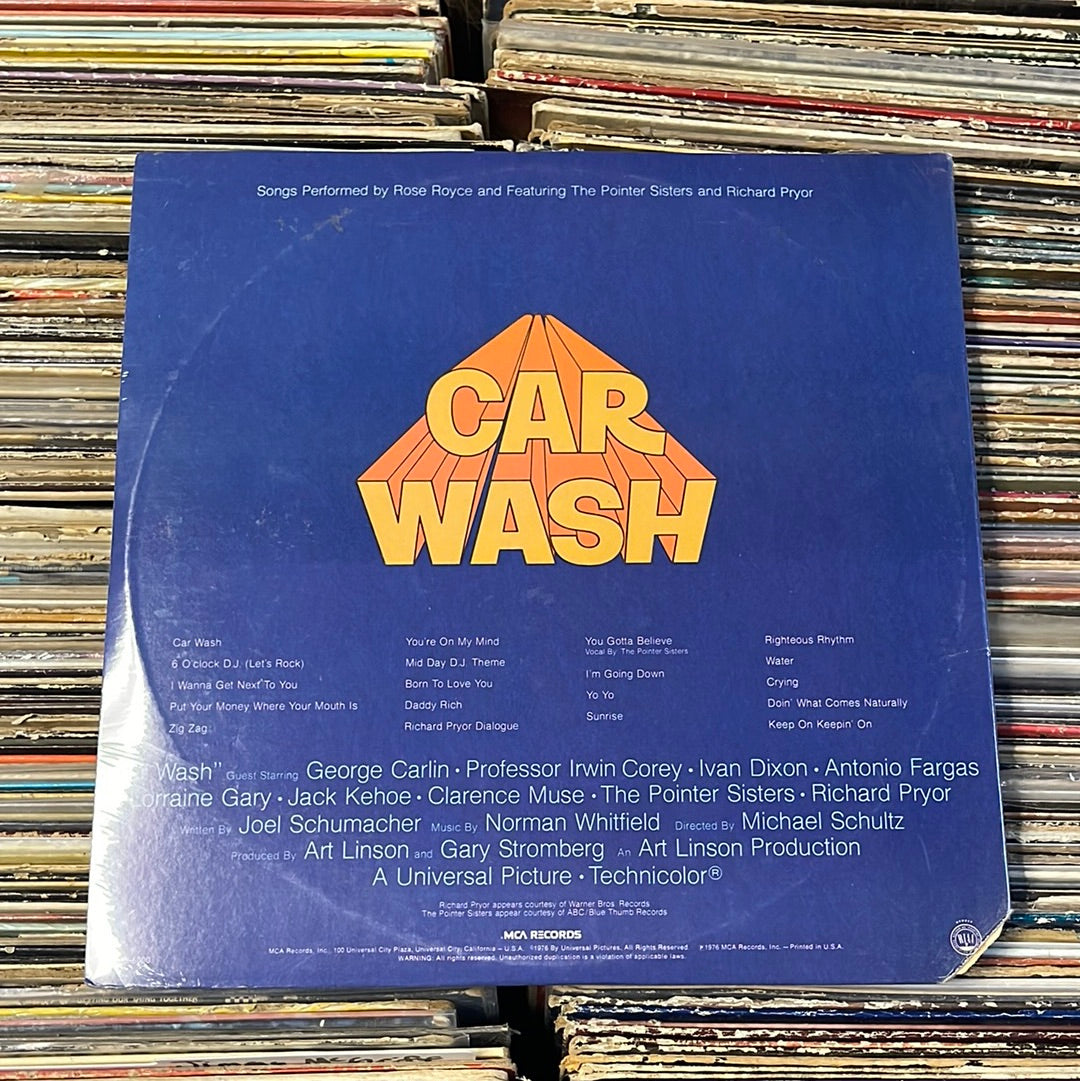 Songs Performed by Rose Royce and Featuring The Pointer Sisters and Richard Pryor
CAR
WASH
Car Wash
6 O'clock D.J. (Let's Rock)
I Wanna Get Next To You
Put Your Money Where Your Mouth Is
Zig Zag
You're On My Mind
Mid Day D.J. Theme
Born To Love You
Daddy Rich
Richard Pryor Dialogue
You Gotta Believe
Vocal By The Pointer Sisters
I'm Going Down
Yo Yo
Sunrise
Righteous Rhythm
Water
Crying
Doin' What Comes Naturally
Keep On Keepin' On
Wash" Guest Starring George Carlin • Professor Irwin Corey • Ivan Dixon • Antonio Fargas
Lorraine Gary • Jack Kehoe • Clarence Muse • The Pointer Sisters • Richard Pryor
Written By Joel Schumacher Music By Norman Whitfield Directed By Michael Schultz
Produced By Art Linson and Gary Stromberg An Art Linson Production
A Universal Picture • Technicolor®
Richard Pryor appears courtesy of Warner Bros. Records
The Pointer Sisters appear courtesy of ABC/Blue Thumb Records
MCA RECORDS
MCA Records, Inc., 100 Universal City Plaza, Universal City, California – U.S.A. ©1976 By Universal Pictures, All Rights Reserved. ℗1976 MCA Records, Inc. – Printed in U.S.A.
WARNING: All rights reserved. Unauthorized duplication is a violation of applicable laws.